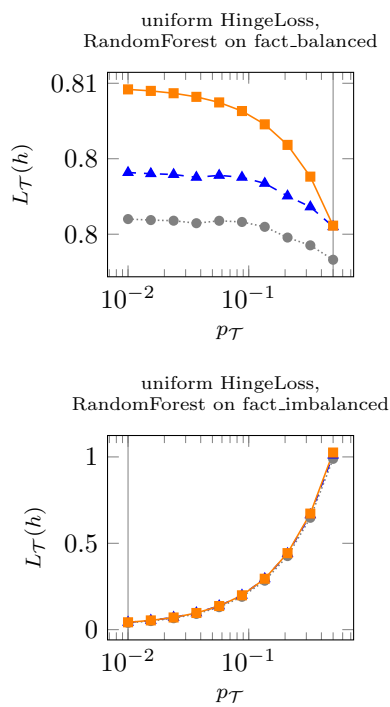 uniform HingeLoss,
RandomForest on fact_balanced
0.81
0.8
0.8
L𝒯(h)
10⁻² 10⁻¹
p𝒯
uniform HingeLoss,
RandomForest on fact_imbalanced
1
0.5
0
L𝒯(h)
10⁻² 10⁻¹
p𝒯